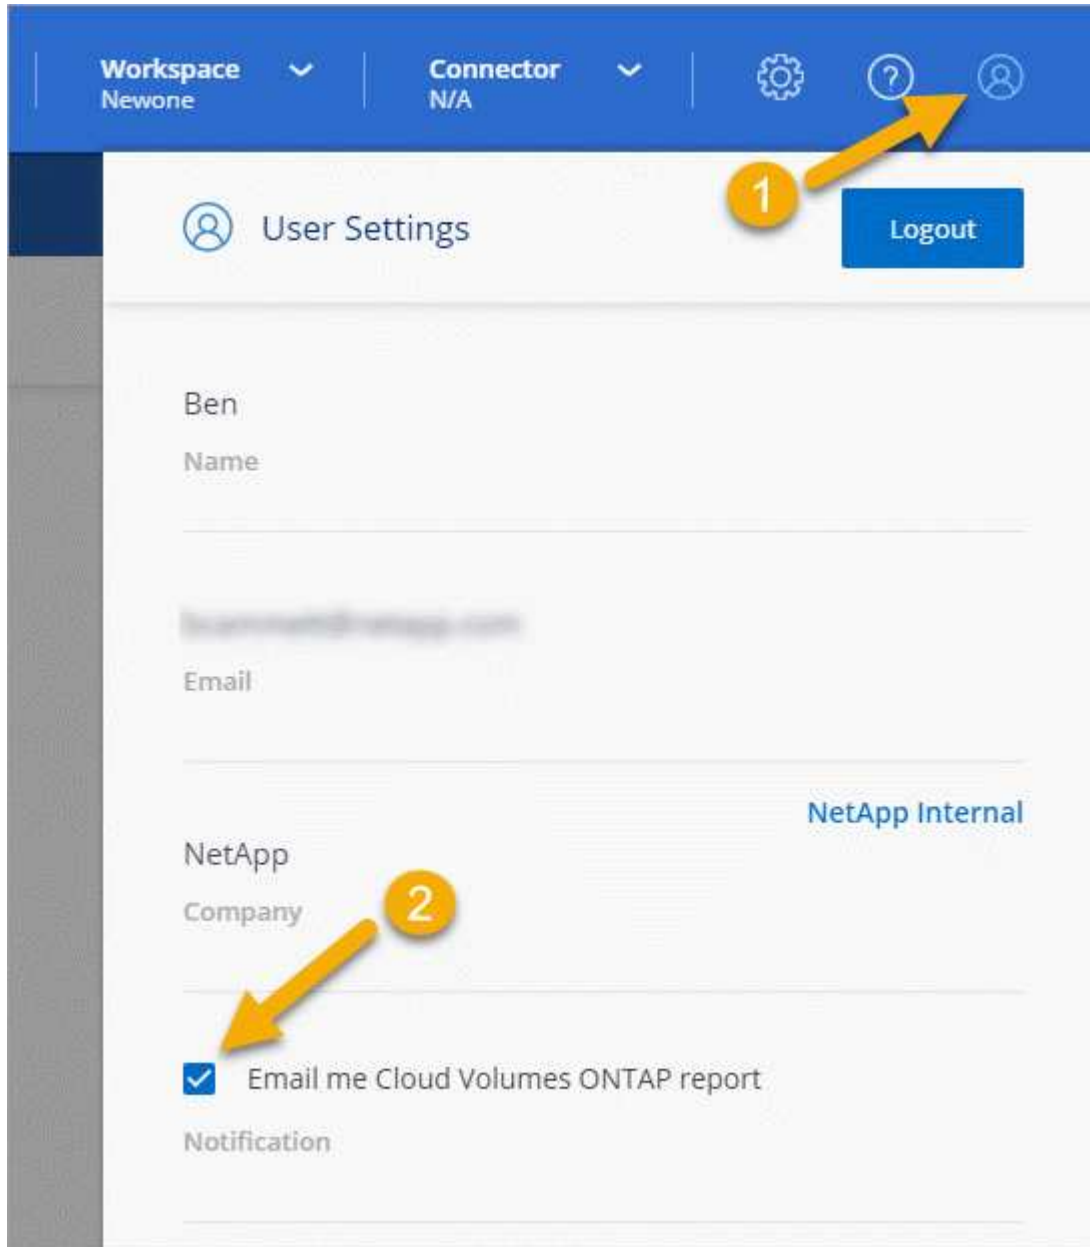 Workspace
Newone
Connector
N/A
1
User Settings
Logout
Ben
Name
Email
NetApp Internal
NetApp
Company
2
Email me Cloud Volumes ONTAP report
Notification